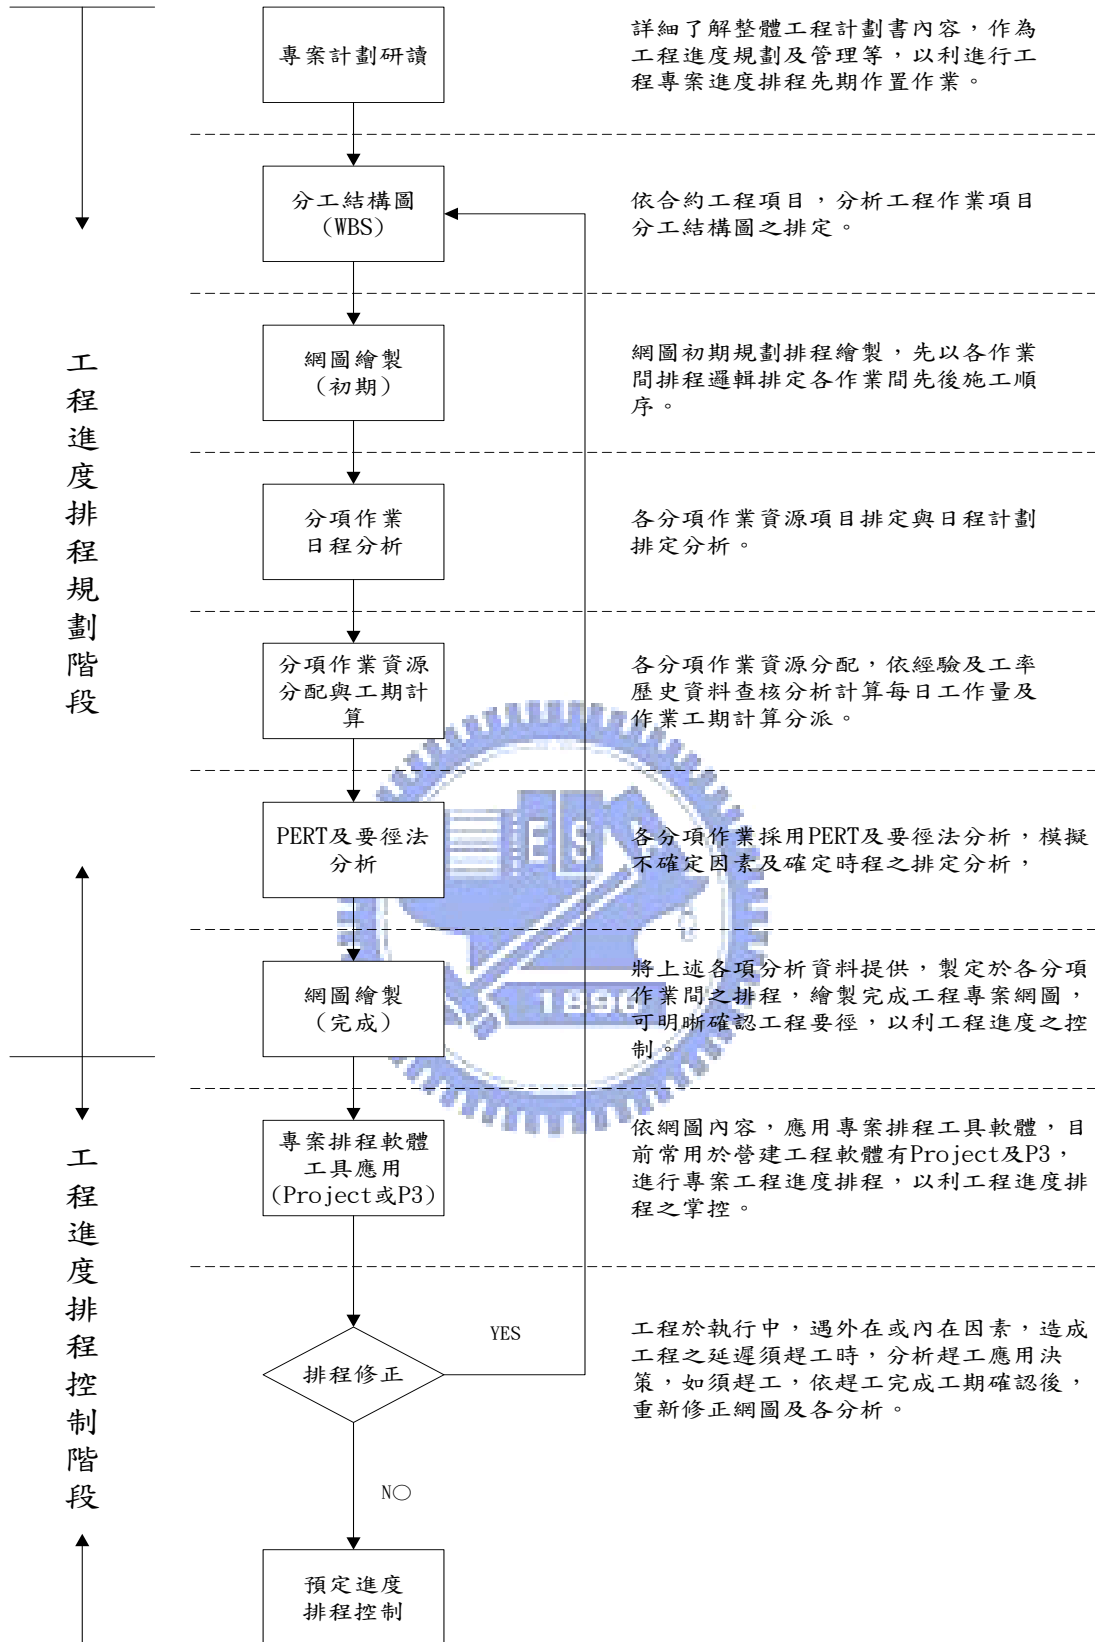 專案計劃研讀
詳細了解整體工程計劃書內容，作為
工程進度規劃及管理等，以利進行工
程專案進度排程先期作置作業。
分工結構圖
(WBS)
依合約工程項目，分析工程作業項目
分工結構圖之排定。
網圖繪製
(初期)
網圖初期規劃排程繪製，先以各作業
間排程邏輯排定各作業間先後施工順
序。
分項作業
日程分析
各分項作業資源項目排定與日程計劃
排定分析。
工程進度排程規劃階段
分項作業資源
分配與工期計
算
各分項作業資源分配，依經驗及工率
歷史資料查核分析計算每日工作量及
作業工期計算分派。
PERT及要徑法
分析
各分項作業採用PERT及要徑法分析，模擬
不確定因素及確定時程之排定分析，
ES
1896
網圖繪製
(完成)
將上述各項分析資料提供，製定於各分項
作業間之排程，繪製完成工程專案網圖，
可明晰確認工程要徑，以利工程進度之控
制。
專案排程軟體
工具應用
(Project或P3)
依網圖內容，應用專案排程工具軟體，目
前常用於營建工程軟體有Project及P3，
進行專案工程進度排程，以利工程進度排
程之掌控。
工程進度排程控制階段
排程修正
YES
工程於執行中，遇外在或內在因素，造成
工程之延遲須趕工時，分析趕工應用決
策，如須趕工，依趕工完成工期確認後，
重新修正網圖及各分析。
N○
預定進度
排程控制